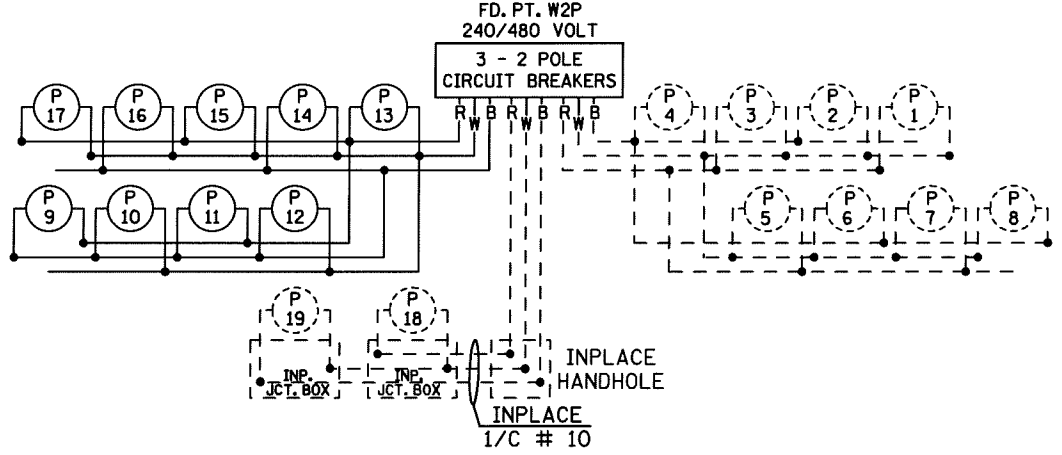 FD. PT. W2P
240/480 VOLT
3 - 2 POLE
CIRCUIT BREAKERS
R W B R W B R W B
P 17
P 16
P 15
P 14
P 13
P 4
P 3
P 2
P 1
P 9
P 10
P 11
P 12
P 5
P 6
P 7
P 8
P 19
P 18
INP.
JCT. BOX
INP.
JCT. BOX
INPLACE
HANDHOLE
INPLACE
1/C # 10